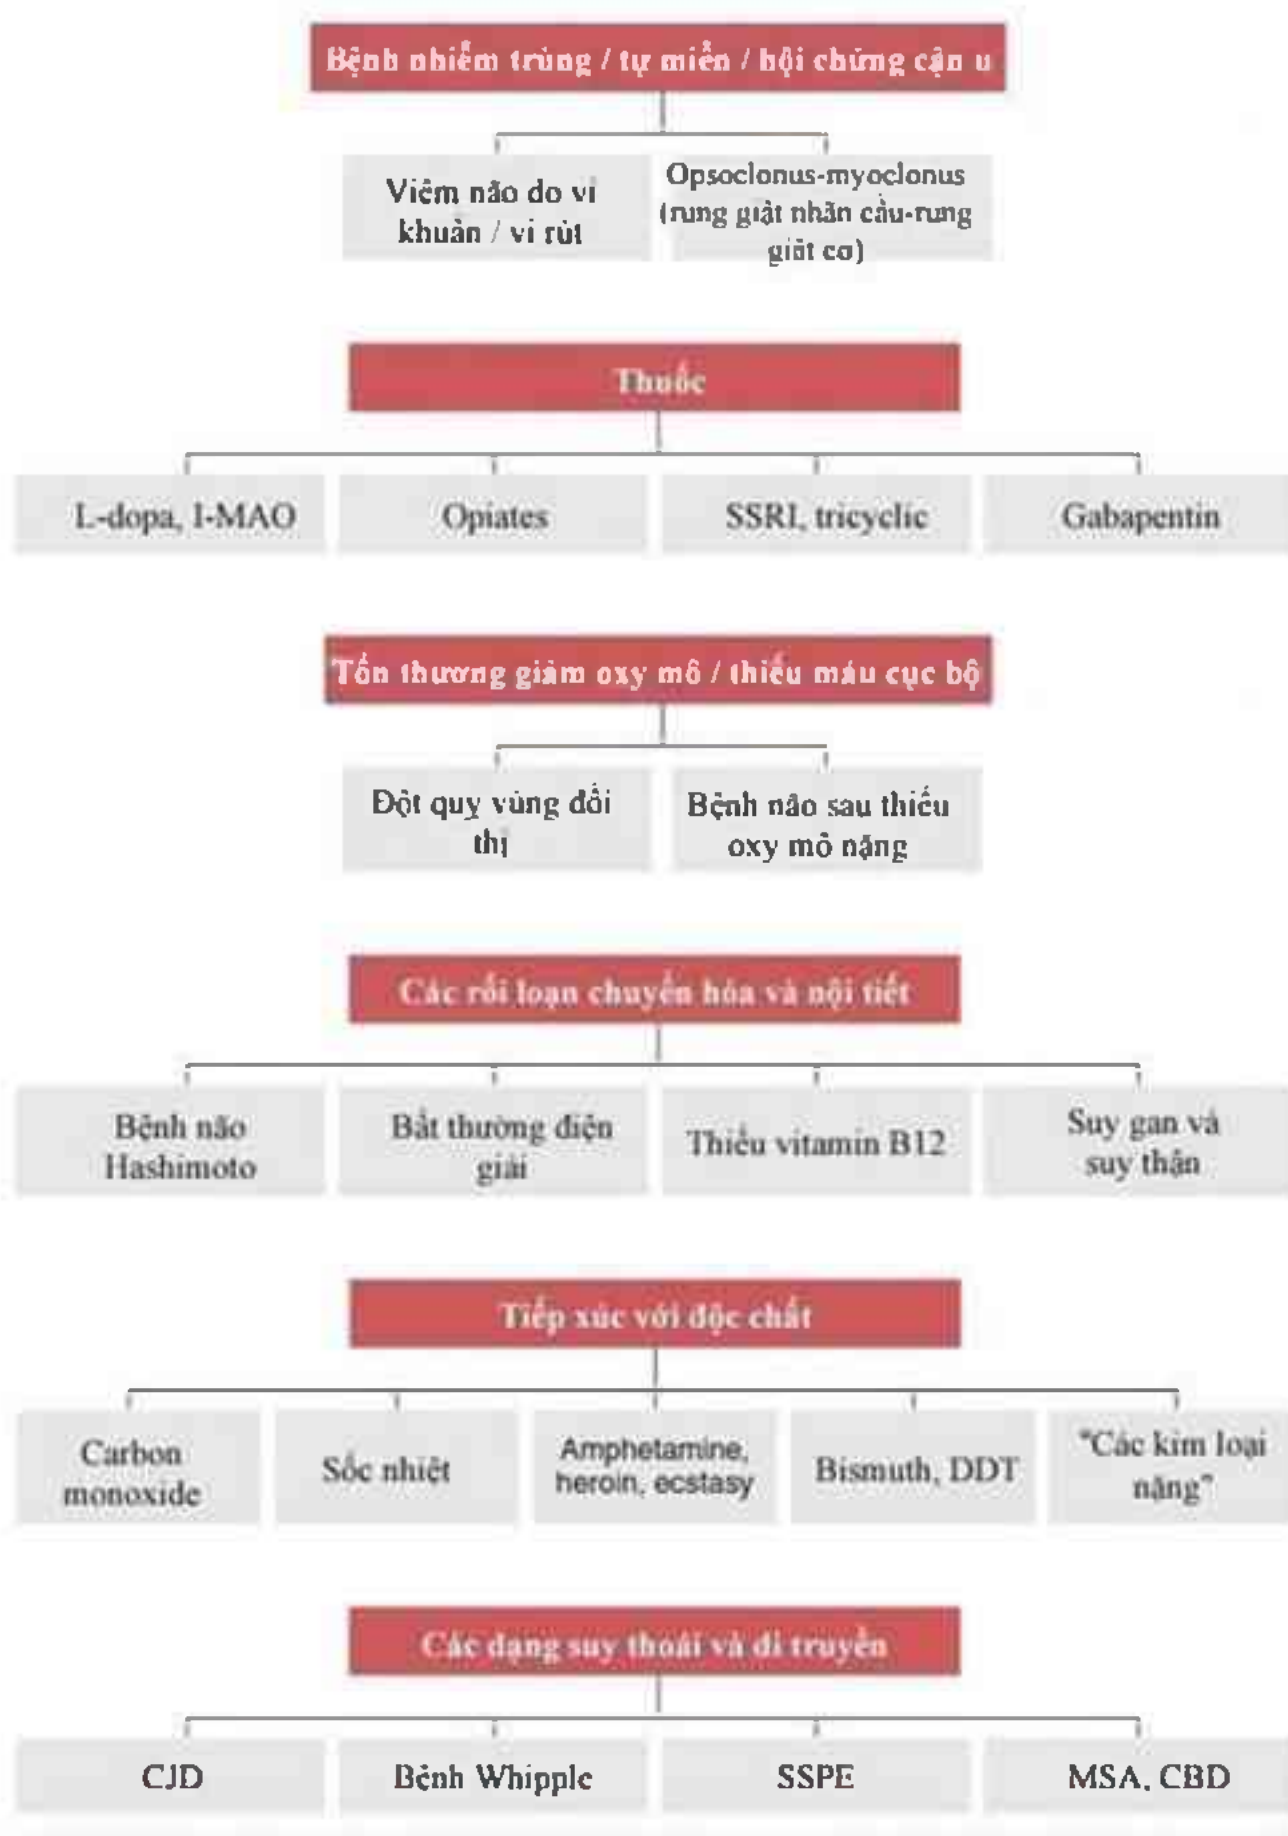 Bệnh nhiễm trùng / tự miễn / hội chứng cận u
Viêm não do vi
khuẩn / vi rút
Opsoclonus-myoclonus
(rung giật nhãn cầu-rung
giật cơ)
Thuốc
L-dopa, I-MAO
Opiates
SSRI, tricyclic
Gabapentin
Tổn thương giảm oxy mô / thiếu máu cục bộ
Đột quỵ vùng đồi
thị
Bệnh não sau thiếu
oxy mô nặng
Các rối loạn chuyển hóa và nội tiết
Bệnh não
Hashimoto
Bất thường điện
giải
Thiếu vitamin B12
Suy gan và
suy thận
Tiếp xúc với độc chất
Carbon
monoxide
Sốc nhiệt
Amphetamine,
heroin, ecstasy
Bismuth, DDT
"Các kim loại
nặng"
Các dạng suy thoái và di truyền
CJD
Bệnh Whipple
SSPE
MSA, CBD